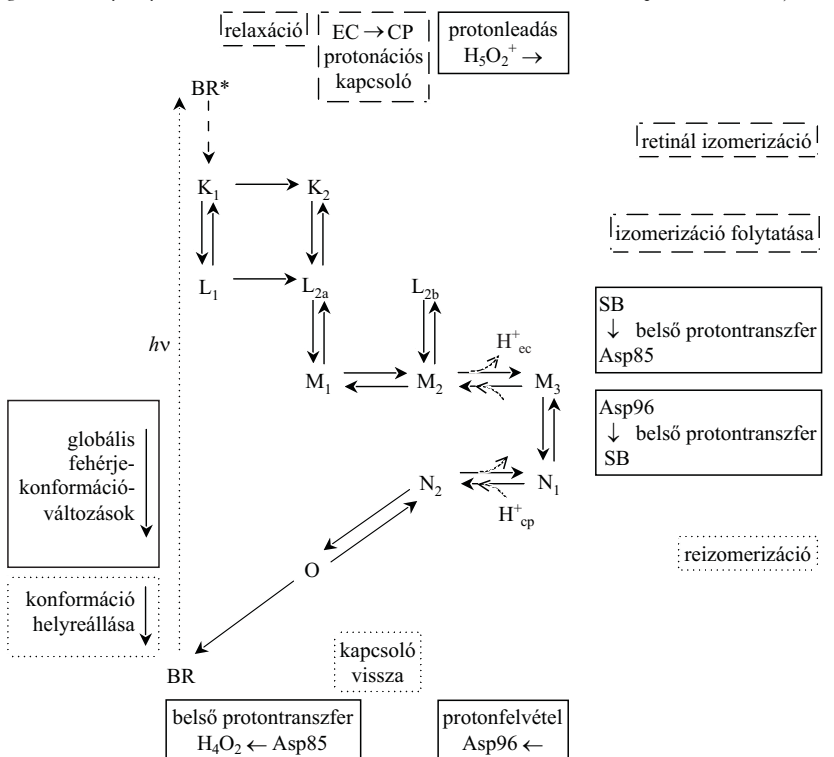 relaxáció
EC → CP
protonációs
kapcsoló
protonleadás
H₅O₂⁺ →
BR*
retinál izomerizáció
K₁
K₂
izomerizáció folytatása
L₁
L₂ₐ
L₂b
SB
↓ belső protontranszfer
Asp85
hν
H⁺ec
M₁
M₂
M₃
Asp96
↓ belső protontranszfer
SB
globális
fehérje-
konformáció-
változások
N₂
N₁
H⁺cp
reizomerizáció
O
konformáció
helyreállása
kapcsoló
vissza
BR
belső protontranszfer
H₄O₂ ← Asp85
protonfelvétel
Asp96 ←